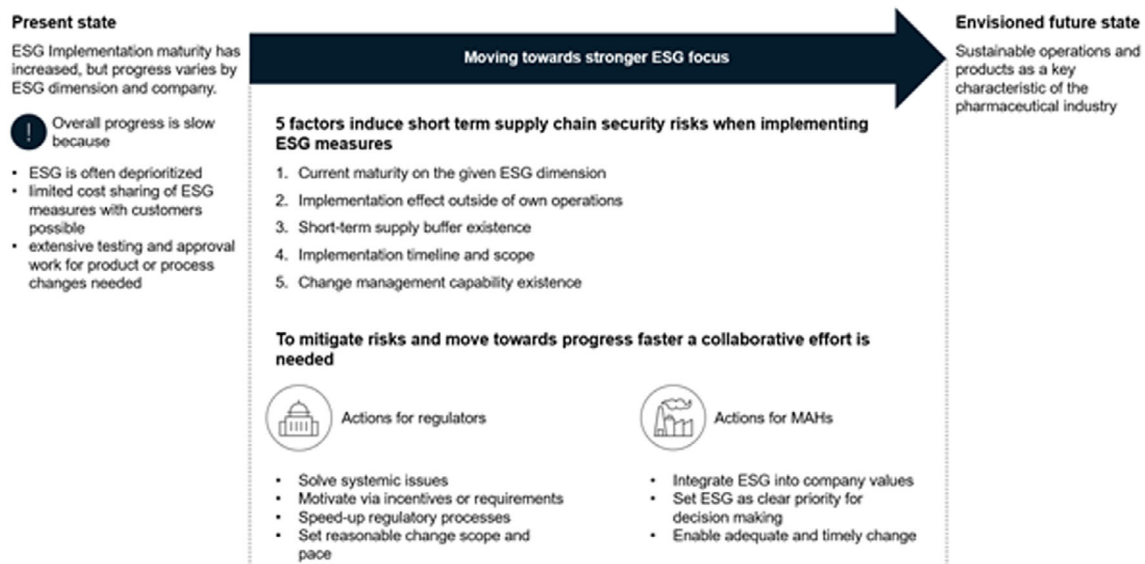 Present state
ESG Implementation maturity has
increased, but progress varies by
ESG dimension and company.
!
Overall progress is slow
because
• ESG is often deprioritized
• limited cost sharing of ESG
measures with customers
possible
• extensive testing and approval
work for product or process
changes needed
Moving towards stronger ESG focus
5 factors induce short term supply chain security risks when implementing
ESG measures
1. Current maturity on the given ESG dimension
2. Implementation effect outside of own operations
3. Short-term supply buffer existence
4. Implementation timeline and scope
5. Change management capability existence
To mitigate risks and move towards progress faster a collaborative effort is
needed
Actions for regulators
• Solve systemic issues
• Motivate via incentives or requirements
• Speed-up regulatory processes
• Set reasonable change scope and
pace
Actions for MAHs
• Integrate ESG into company values
• Set ESG as clear priority for
decision making
• Enable adequate and timely change
Envisioned future state
Sustainable operations and
products as a key
characteristic of the
pharmaceutical industry